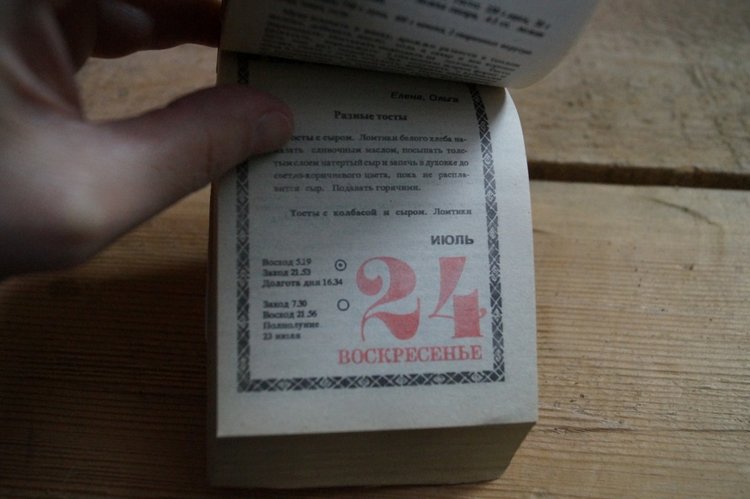 Елена, Ольга
Разные тосты
осты с сыром. Ломтики белого хлеба на-
мазать сливочным маслом, посыпать толс-
тым слоем натертый сыр и запечь в духовке до
светло-коричневого цвета, пока не распла-
вится сыр. Подавать горячими.
Тосты с колбасой и сыром. Ломтики
ИЮЛЬ
Восход 5.19
Заход 21.53
Долгота дня 16.34
24
Заход 7.30
Восход 21.56
Полнолуние
23 июля
ВОСКРЕСЕНЬЕ